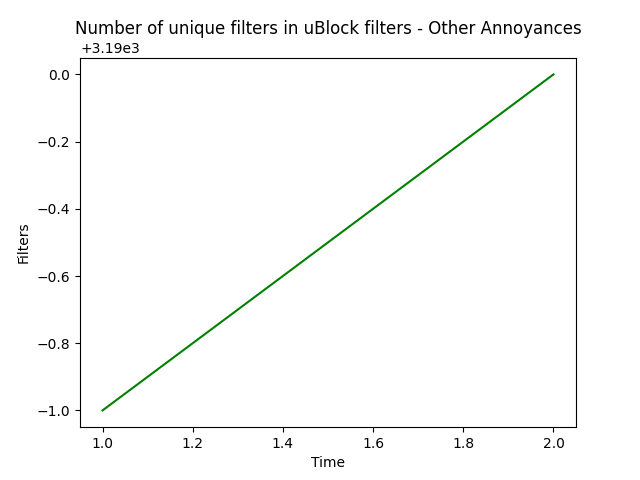 Number of unique filters in uBlock filters - Other Annoyances
+3.19e3
0.0
−0.2
−0.4
−0.6
−0.8
−1.0
Filters
1.0 1.2 1.4 1.6 1.8 2.0
Time